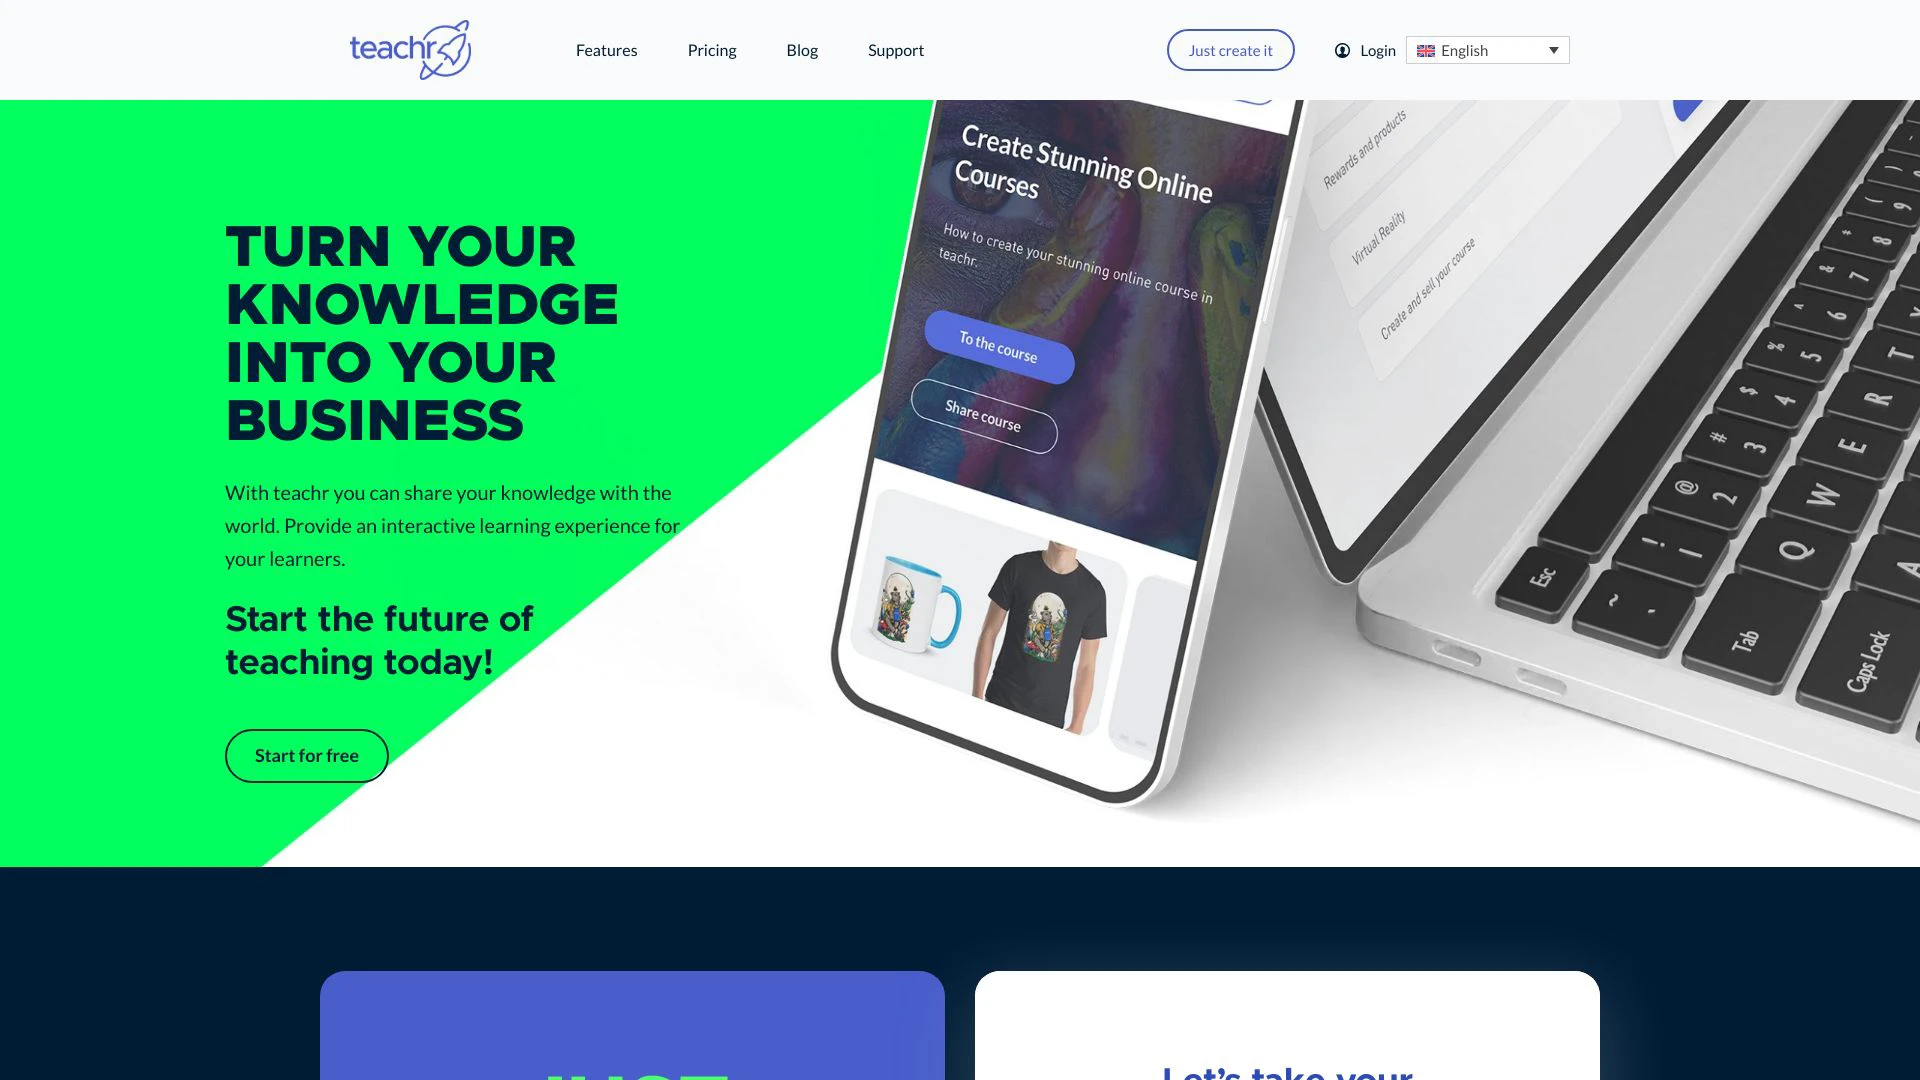 teachr
Features
Pricing
Blog
Support
Just create it
Login
English
TURN YOUR
KNOWLEDGE
INTO YOUR
BUSINESS
With teachr you can share your knowledge with the
world. Provide an interactive learning experience for
your learners.
Start the future of
teaching today!
Start for free
Create Stunning Online
Courses
How to create your stunning online course in
teachr.
To the course
Share course
Rewards and products
Virtual Reality
Create and sell your course
Esc
~ `
! 1
@ 2
# 3
$ 4
% 5
^ 6
& 7
* 8
( 9
)
Tab
Q
W
E
R
T
Caps Lock
A
Let's take your